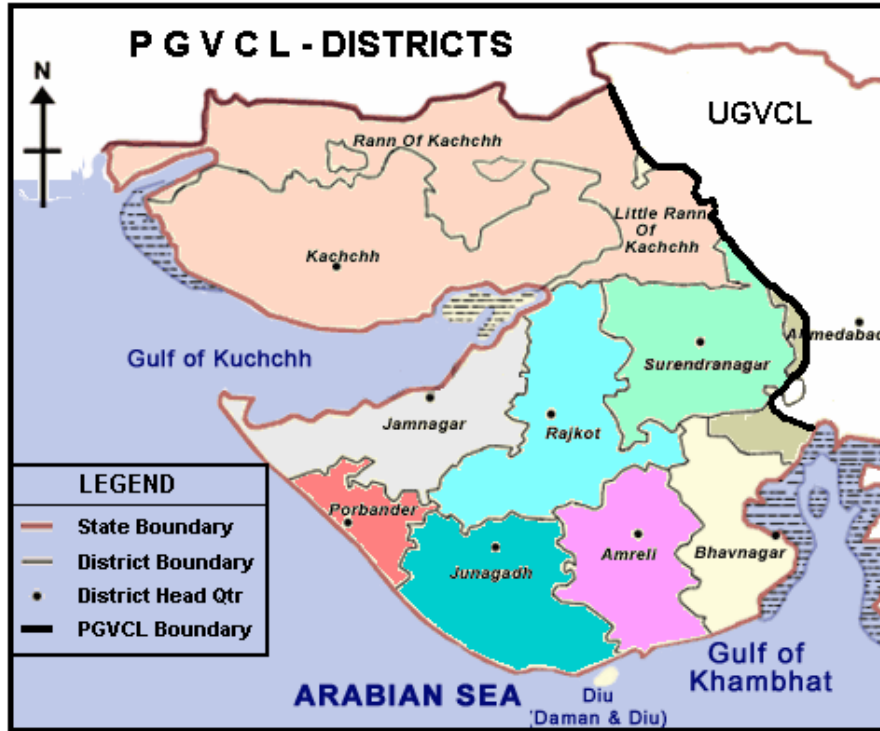 P G V C L - DISTRICTS
N
UGVCL
Rann Of Kachchh
Little Rann
Of
Kachchh
Kachchh
Gulf of Kuchchh
Ahmedabad
Surendranagar
Jamnagar
Rajkot
LEGEND
State Boundary
District Boundary
District Head Qtr
PGVCL Boundary
Porbander
Junagadh
Amreli
Bhavnagar
Gulf of
Khambhat
ARABIAN SEA
Diu
(Daman & Diu)